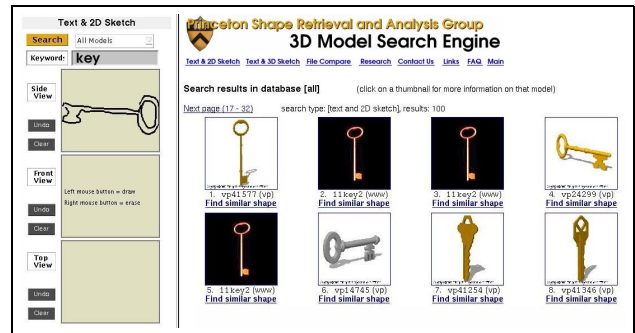 Text & 2D Sketch
Search All Models
Keyword: key
Side
View
Undo
Clear
Front
View
Left mouse button = draw
Right mouse button = erase
Undo
Clear
Top
View
Undo
Clear
Princeton Shape Retrieval and Analysis Group
3D Model Search Engine
Text & 2D Sketch Text & 3D Sketch File Compare Research Contact Us Links FAQ Main
Search results in database [all] (click on a thumbnail for more information on that model)
Next page (17 - 32) search type: [text and 2D sketch], results: 100
1. vp41577 (vp) 2. 11key2 (www) 3. 11key2 (www) 4. vp24299 (vp)
Find similar shape Find similar shape Find similar shape Find similar shape
5. 11key2 (www) 6. vp14745 (vp) 7. vp41254 (vp) 8. vp41346 (vp)
Find similar shape Find similar shape Find similar shape Find similar shape